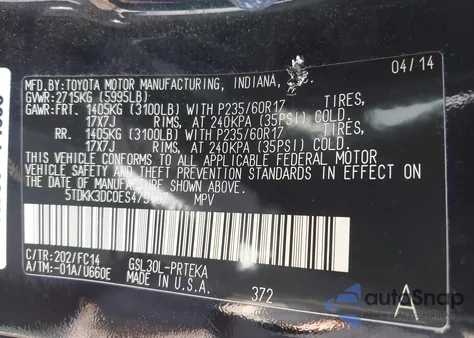 MFD.BY:TOYOTA MOTOR MANUFACTURING, INDIANA, 04/14
GVWR:2715KG (5995LB)
GAWR:FRT. 1405KG (3100LB) WITH P235/60R17 TIRES,
17X7J RIMS, AT 240KPA (35PSI) COLD.
RR. 1405KG (3100LB) WITH P235/60R17 TIRES,
17X7J RIMS, AT 240KPA (35PSI) COLD.
THIS VEHICLE CONFORMS TO ALL APPLICABLE FEDERAL MOTOR
VEHICLE SAFETY AND THEFT PREVENTION STANDARDS IN EFFECT ON
THE DATE OF MANUFACTURE SHOWN ABOVE.
MPV
C/TR:202/FC14 GSL30L-PRTEKA
A/TM:-01A/U660E MADE IN U.S.A. 372 A
autoSnap